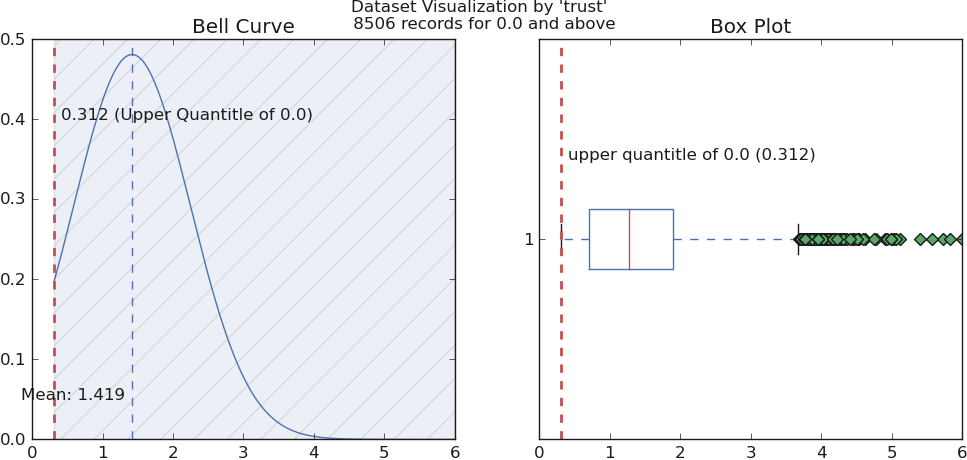 Dataset Visualization by 'trust'
8506 records for 0.0 and above
Bell Curve
Box Plot
0.5
0.4
0.3
0.2
0.1
0.0
0.312 (Upper Quantitle of 0.0)
Mean: 1.419
0 1 2 3 4 5 6
upper quantitle of 0.0 (0.312)
1
0 1 2 3 4 5 6